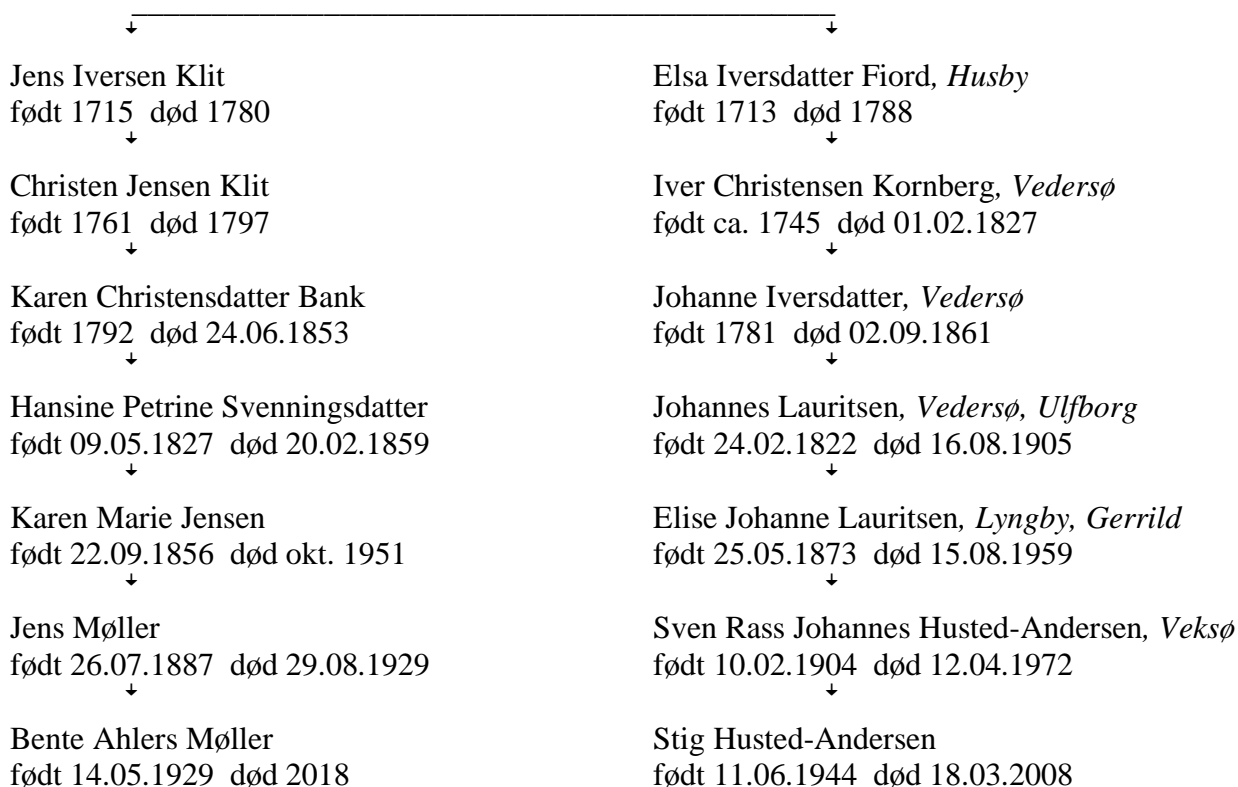 Jens Iversen Klit
født 1715 død 1780
Christen Jensen Klit
født 1761 død 1797
Karen Christensdatter Bank
født 1792 død 24.06.1853
Hansine Petrine Svenningsdatter
født 09.05.1827 død 20.02.1859
Karen Marie Jensen
født 22.09.1856 død okt. 1951
Jens Møller
født 26.07.1887 død 29.08.1929
Bente Ahlers Møller
født 14.05.1929 død 2018
Elsa Iversdatter Fiord, Husby
født 1713 død 1788
Iver Christensen Kornberg, Vedersø
født ca. 1745 død 01.02.1827
Johanne Iversdatter, Vedersø
født 1781 død 02.09.1861
Johannes Lauritsen, Vedersø, Ulfborg
født 24.02.1822 død 16.08.1905
Elise Johanne Lauritsen, Lyngby, Gerrild
født 25.05.1873 død 15.08.1959
Sven Rass Johannes Husted-Andersen, Veksø
født 10.02.1904 død 12.04.1972
Stig Husted-Andersen
født 11.06.1944 død 18.03.2008